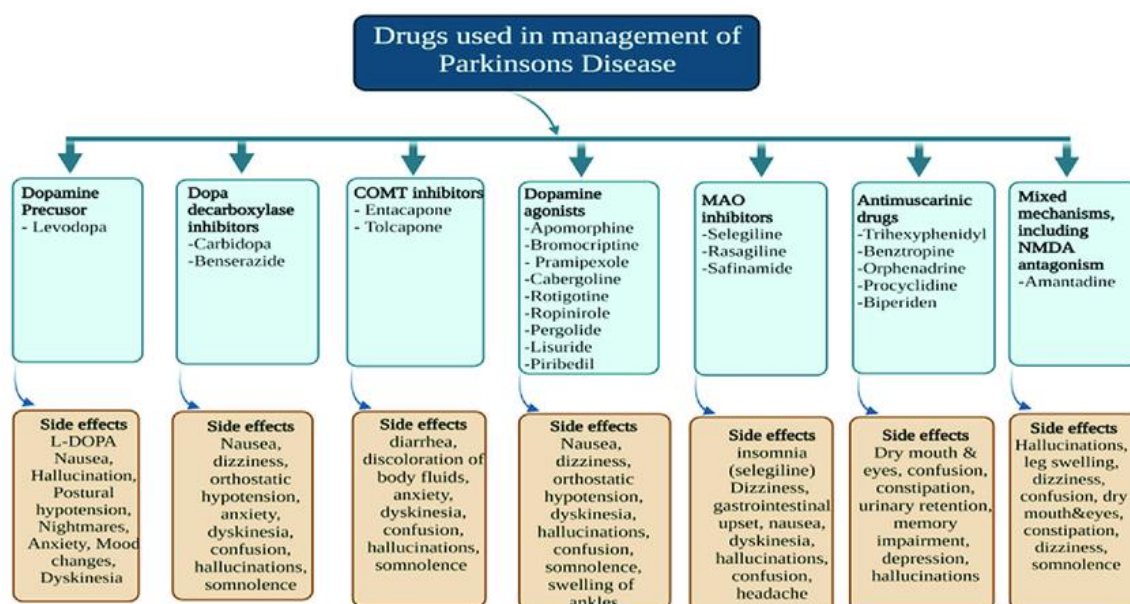 Drugs used in management of
Parkinsons Disease
Dopamine
Precusor
- Levodopa
Dopa
decarboxylase
inhibitors
-Carbidopa
-Benserazide
COMT inhibitors
- Entacapone
- Tolcapone
Dopamine
agonists
-Apomorphine
-Bromocriptine
- Pramipexole
-Cabergoline
-Rotigotine
-Ropinirole
-Pergolide
-Lisuride
-Piribedil
MAO
inhibitors
-Selegiline
-Rasagiline
-Safinamide
Antimuscarinic
drugs
-Trihexyphenidyl
-Benztropine
-Orphenadrine
-Procyclidine
-Biperiden
Mixed
mechanisms,
including
NMDA
antagonism
-Amantadine
Side effects
L-DOPA
Nausea,
Hallucination,
Postural
hypotension,
Nightmares,
Anxiety, Mood
changes,
Dyskinesia
Side effects
Nausea,
dizziness,
orthostatic
hypotension,
anxiety,
dyskinesia,
confusion,
hallucinations,
somnolence
Side effects
diarrhea,
discoloration of
body fluids,
anxiety,
dyskinesia,
confusion,
hallucinations,
somnolence
Side effects
Nausea,
dizziness,
orthostatic
hypotension,
dyskinesia,
hallucinations,
confusion,
somnolence,
swelling of
ankles
Side effects
insomnia
(selegiline)
Dizziness,
gastrointestinal
upset, nausea,
dyskinesia,
hallucinations,
confusion,
headache
Side effects
Dry mouth &
eyes, confusion,
constipation,
urinary retention,
memory
impairment,
depression,
hallucinations
Side effects
Hallucinations,
leg swelling,
dizziness,
confusion, dry
mouth&eyes,
constipation,
dizziness,
somnolence